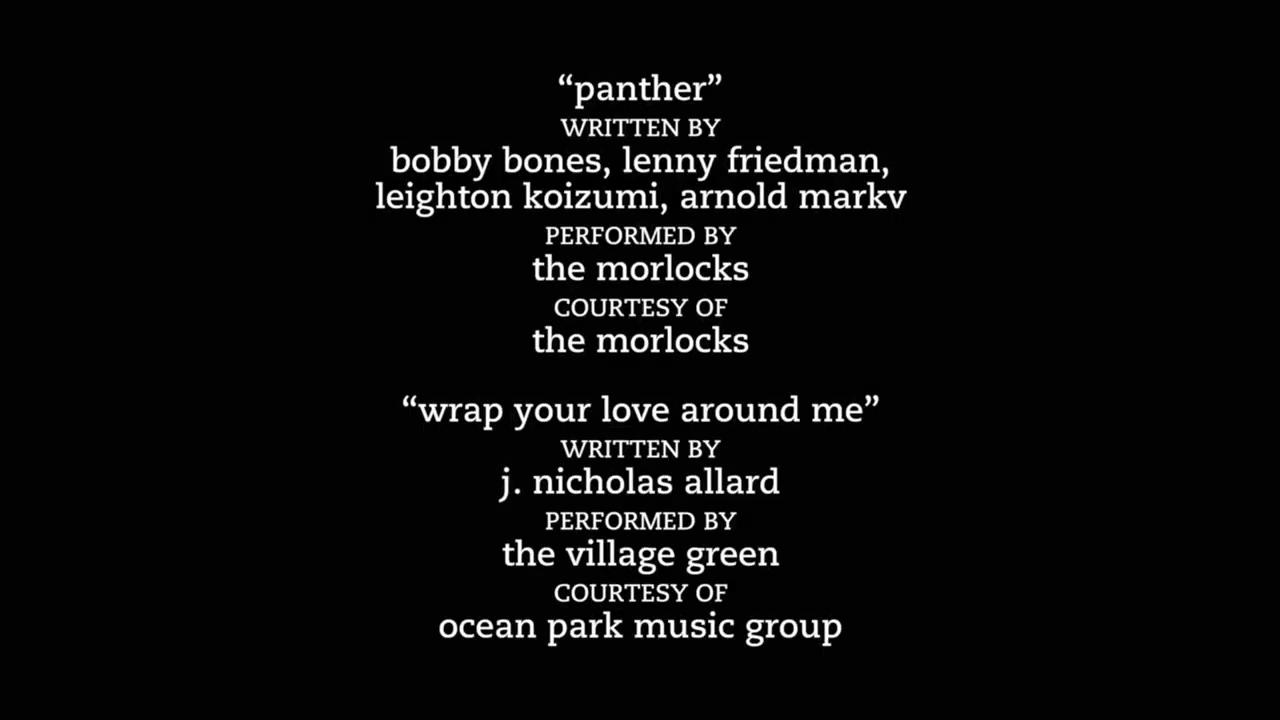 “panther”
WRITTEN BY
bobby bones, lenny friedman,
leighton koizumi, arnold markv
PERFORMED BY
the morlocks
COURTESY OF
the morlocks
“wrap your love around me”
WRITTEN BY
j. nicholas allard
PERFORMED BY
the village green
COURTESY OF
ocean park music group